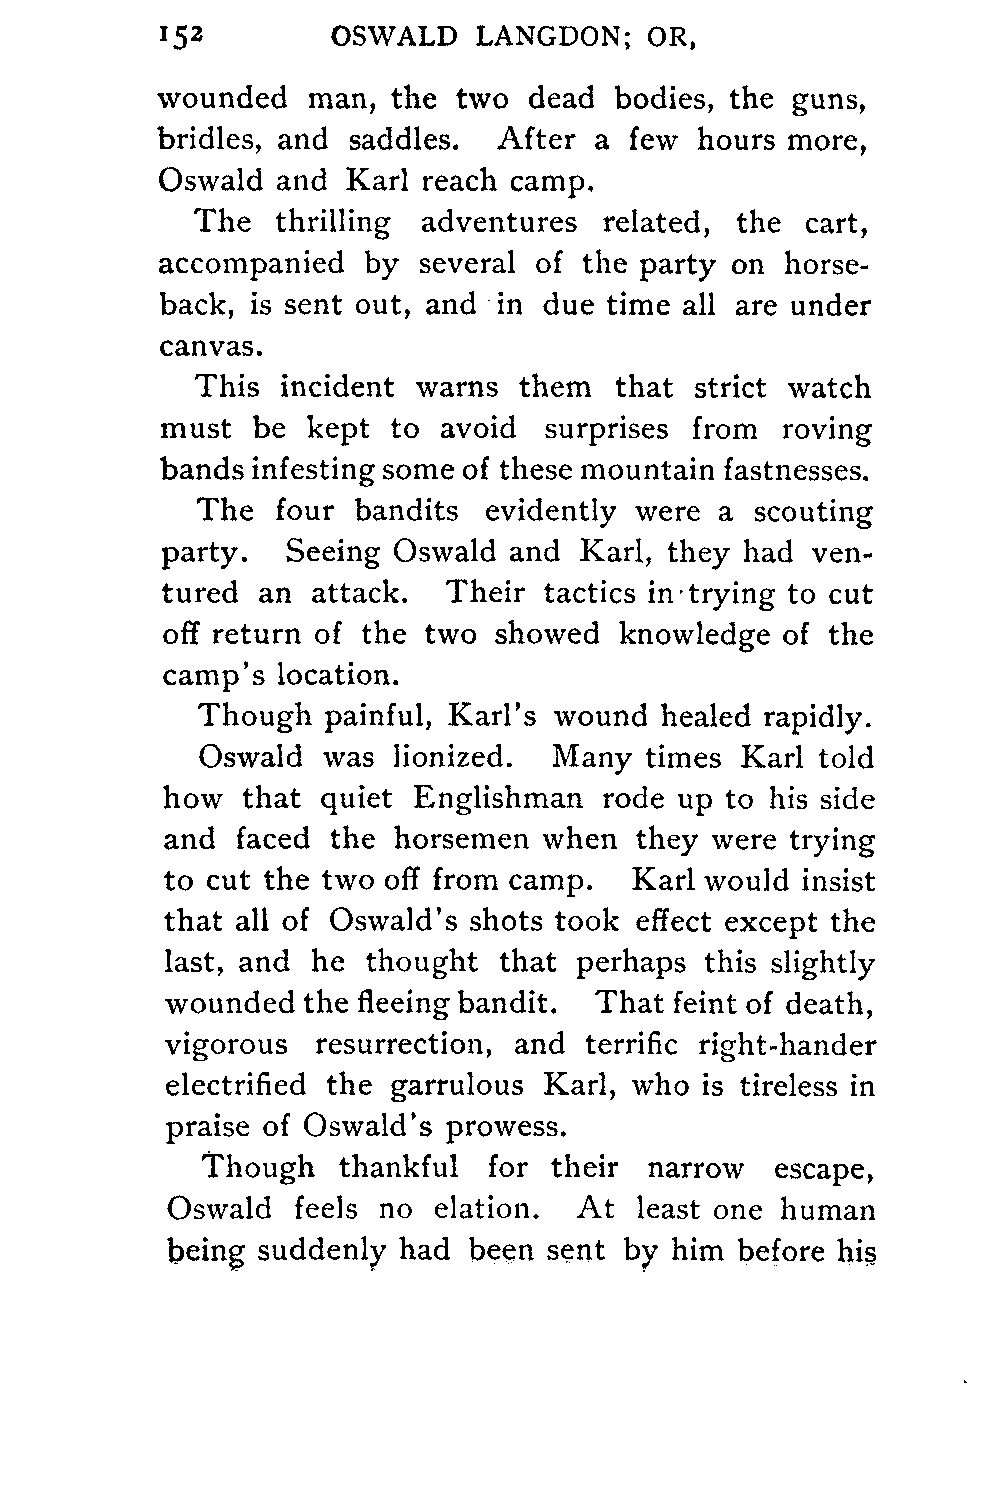 152 OSWALD LANGDON; OR,
wounded man, the two dead bodies, the guns,
bridles, and saddles. After a few hours more,
Oswald and Karl reach camp.
The thrilling adventures related, the cart,
accompanied by several of the party on horse-
back, is sent out, and in due time all are under
canvas.
This incident warns them that strict watch
must be kept to avoid surprises from roving
bands infesting some of these mountain fastnesses.
The four bandits evidently were a scouting
party. Seeing Oswald and Karl, they had ven-
tured an attack. Their tactics in trying to cut
off return of the two showed knowledge of the
camp's location.
Though painful, Karl's wound healed rapidly.
Oswald was lionized. Many times Karl told
how that quiet Englishman rode up to his side
and faced the horsemen when they were trying
to cut the two off from camp. Karl would insist
that all of Oswald's shots took effect except the
last, and he thought that perhaps this slightly
wounded the fleeing bandit. That feint of death,
vigorous resurrection, and terrific right-hander
electrified the garrulous Karl, who is tireless in
praise of Oswald's prowess.
Though thankful for their narrow escape,
Oswald feels no elation. At least one human
being suddenly had been sent by him before his